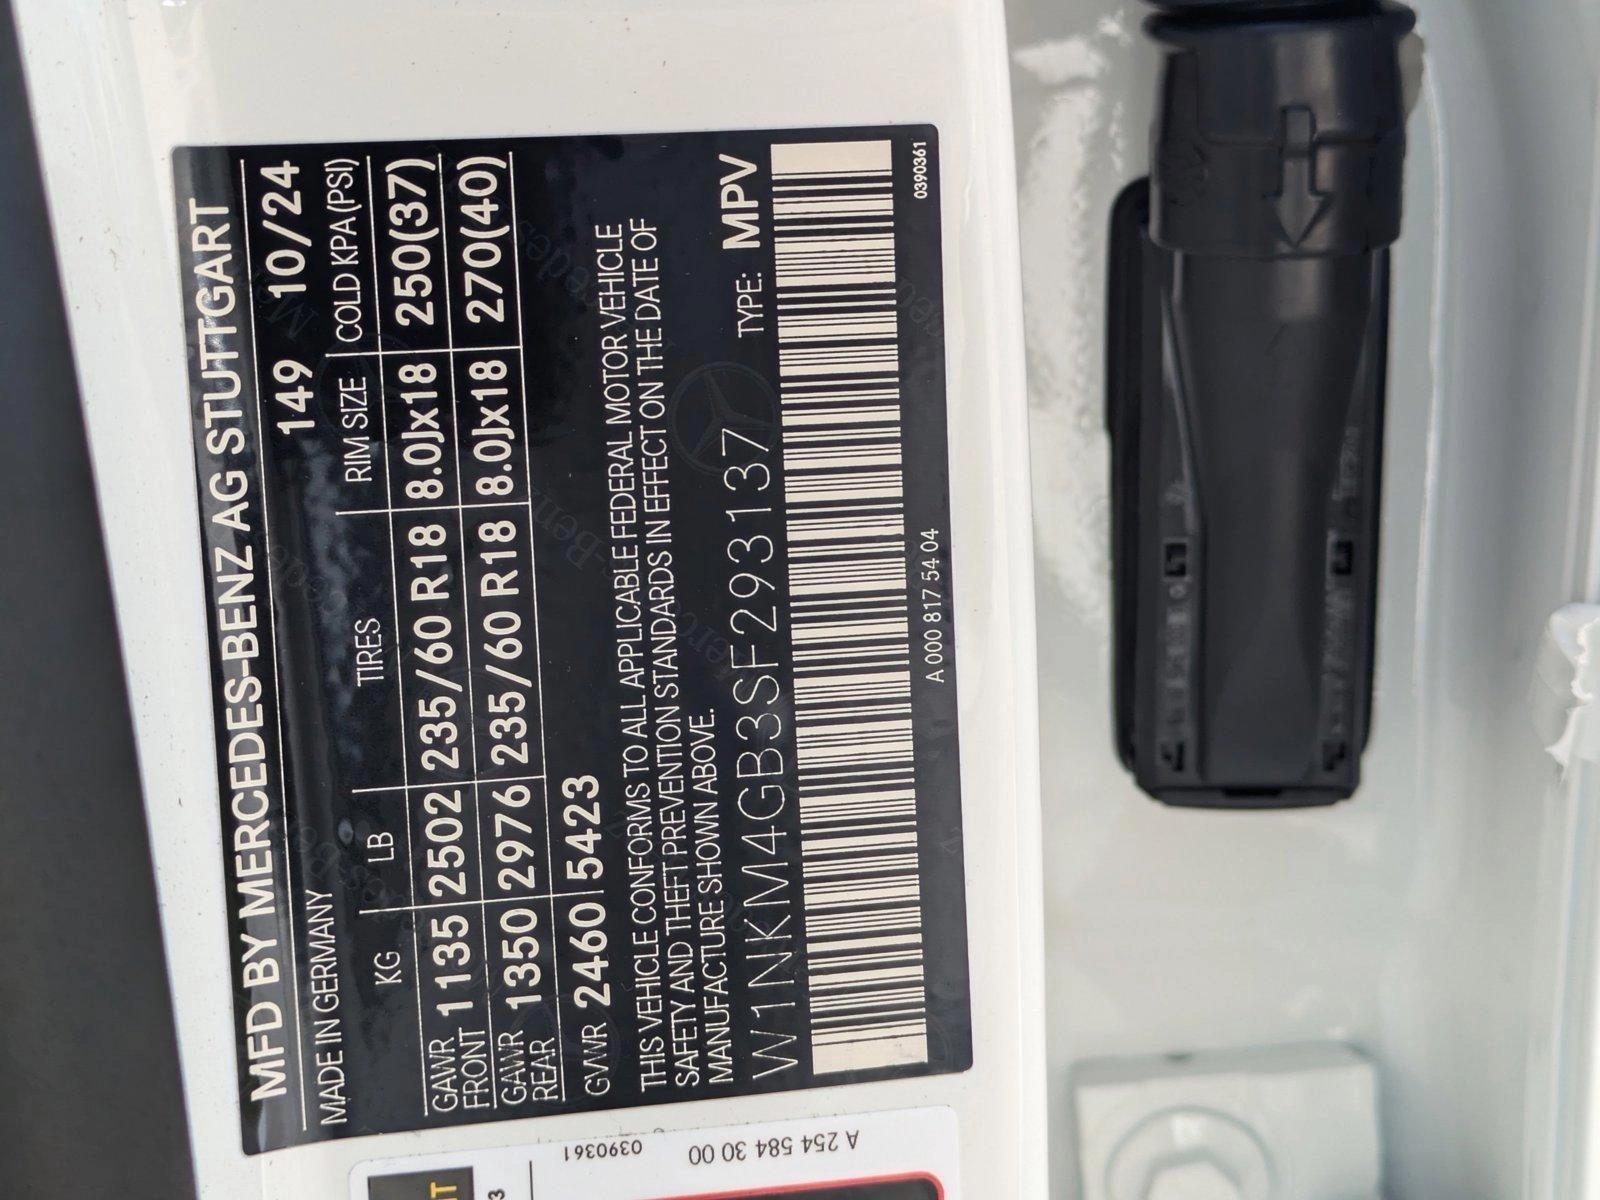 MFD BY MERCEDES-BENZ AG STUTTGART
MADE IN GERMANY 149 10/24
KG LB TIRES RIM SIZE COLD KPA(PSI)
GAWR FRONT 1135 2502 235/60 R18 8.0Jx18 250(37)
GAWR REAR 1350 2976 235/60 R18 8.0Jx18 270(40)
GVWR 2460 5423
THIS VEHICLE CONFORMS TO ALL APPLICABLE FEDERAL MOTOR VEHICLE
SAFETY AND THEFT PREVENTION STANDARDS IN EFFECT ON THE DATE OF
MANUFACTURE SHOWN ABOVE.
W1NKM4GB3SF293137 TYPE: MPV
A 000 817 54 04 0390361
0390361
A 254 584 30 00